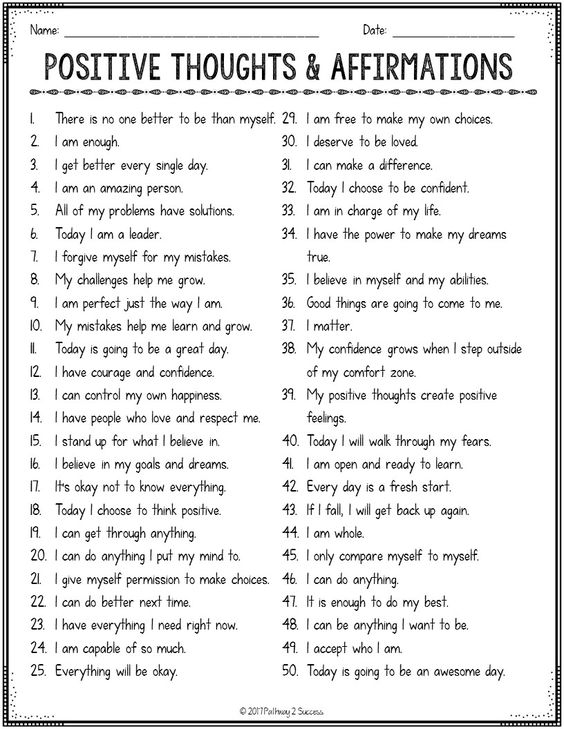 Name: ______________________________ Date: ________________
POSITIVE THOUGHTS & AFFIRMATIONS
1. There is no one better to be than myself.
2. I am enough.
3. I get better every single day.
4. I am an amazing person.
5. All of my problems have solutions.
6. Today I am a leader.
7. I forgive myself for my mistakes.
8. My challenges help me grow.
9. I am perfect just the way I am.
10. My mistakes help me learn and grow.
11. Today is going to be a great day.
12. I have courage and confidence.
13. I can control my own happiness.
14. I have people who love and respect me.
15. I stand up for what I believe in.
16. I believe in my goals and dreams.
17. It's okay not to know everything.
18. Today I choose to think positive.
19. I can get through anything.
20. I can do anything I put my mind to.
21. I give myself permission to make choices.
22. I can do better next time.
23. I have everything I need right now.
24. I am capable of so much.
25. Everything will be okay.
29. I am free to make my own choices.
30. I deserve to be loved.
31. I can make a difference.
32. Today I choose to be confident.
33. I am in charge of my life.
34. I have the power to make my dreams
true.
35. I believe in myself and my abilities.
36. Good things are going to come to me.
37. I matter.
38. My confidence grows when I step outside
of my comfort zone.
39. My positive thoughts create positive
feelings.
40. Today I will walk through my fears.
41. I am open and ready to learn.
42. Every day is a fresh start.
43. If I fall, I will get back up again.
44. I am whole.
45. I only compare myself to myself.
46. I can do anything.
47. It is enough to do my best.
48. I can be anything I want to be.
49. I accept who I am.
50. Today is going to be an awesome day.
© 2017 Pathway 2 Success